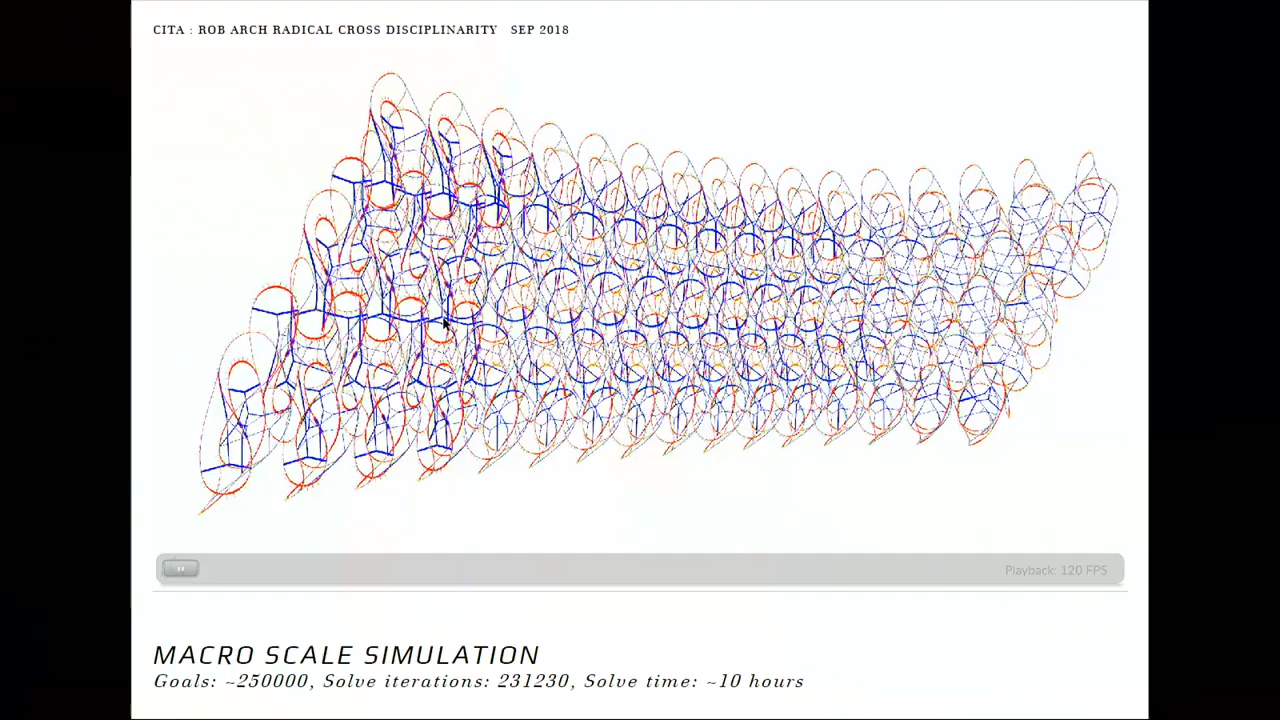 CITA : ROB ARCH RADICAL CROSS DISCIPLINARITY SEP 2018
Playback: 120 FPS
MACRO SCALE SIMULATION
Goals: ~250000, Solve iterations: 231230, Solve time: ~10 hours